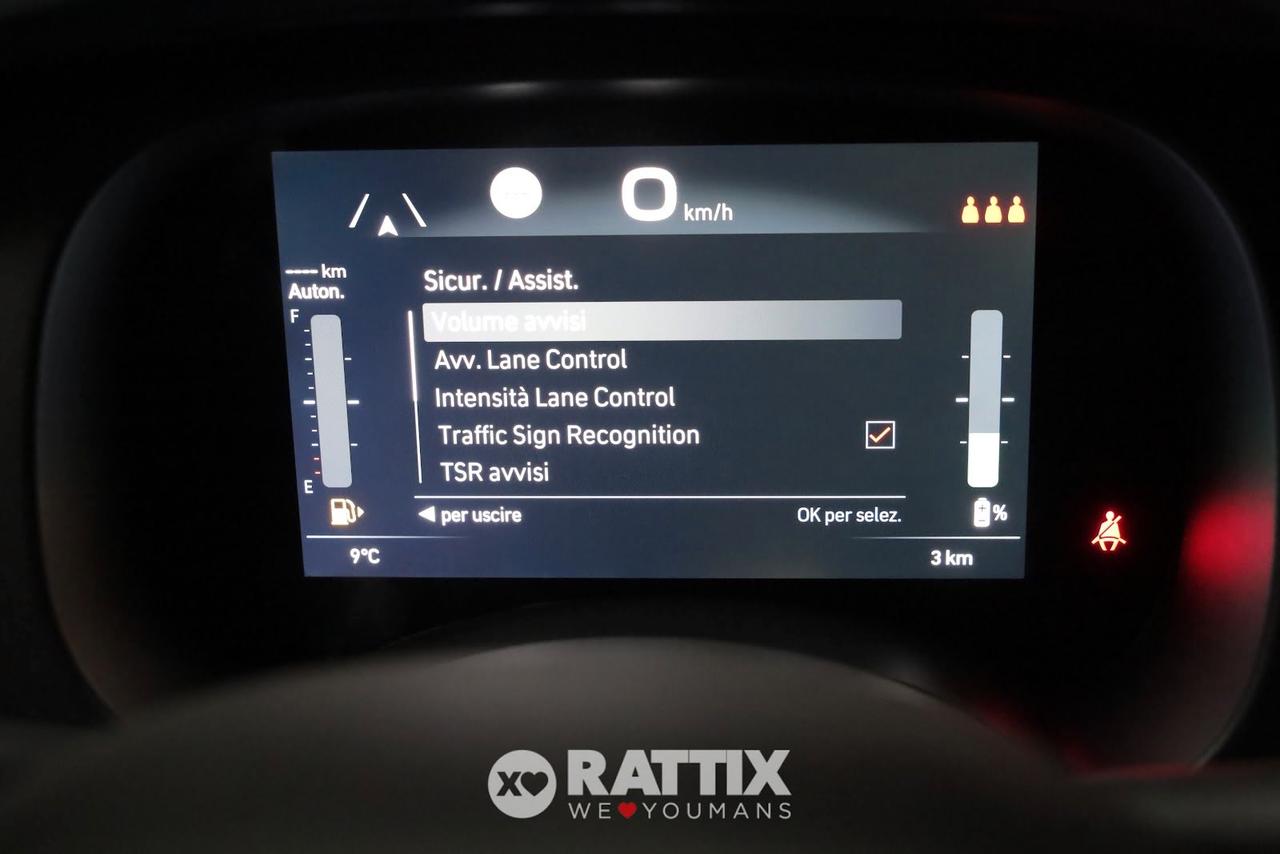 0 km/h
---- km
Auton.
F
E
Sicur. / Assist.
Volume avvisi
Avv. Lane Control
Intensità Lane Control
Traffic Sign Recognition
TSR avvisi
◀ per uscire
OK per selez.
%
9°C
3 km
XO RATTIX
WE❤YOUMANS